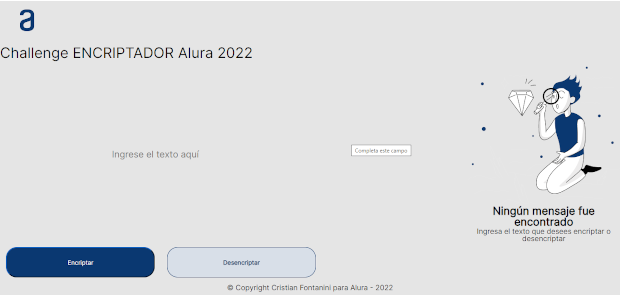 a
Challenge ENCRIPTADOR Alura 2022
Ingrese el texto aquí
Completa este campo
Ningún mensaje fue
encontrado
Ingresa el texto que desees encriptar o
desencriptar
Encriptar
Desencriptar
© Copyright Cristian Fontanini para Alura - 2022